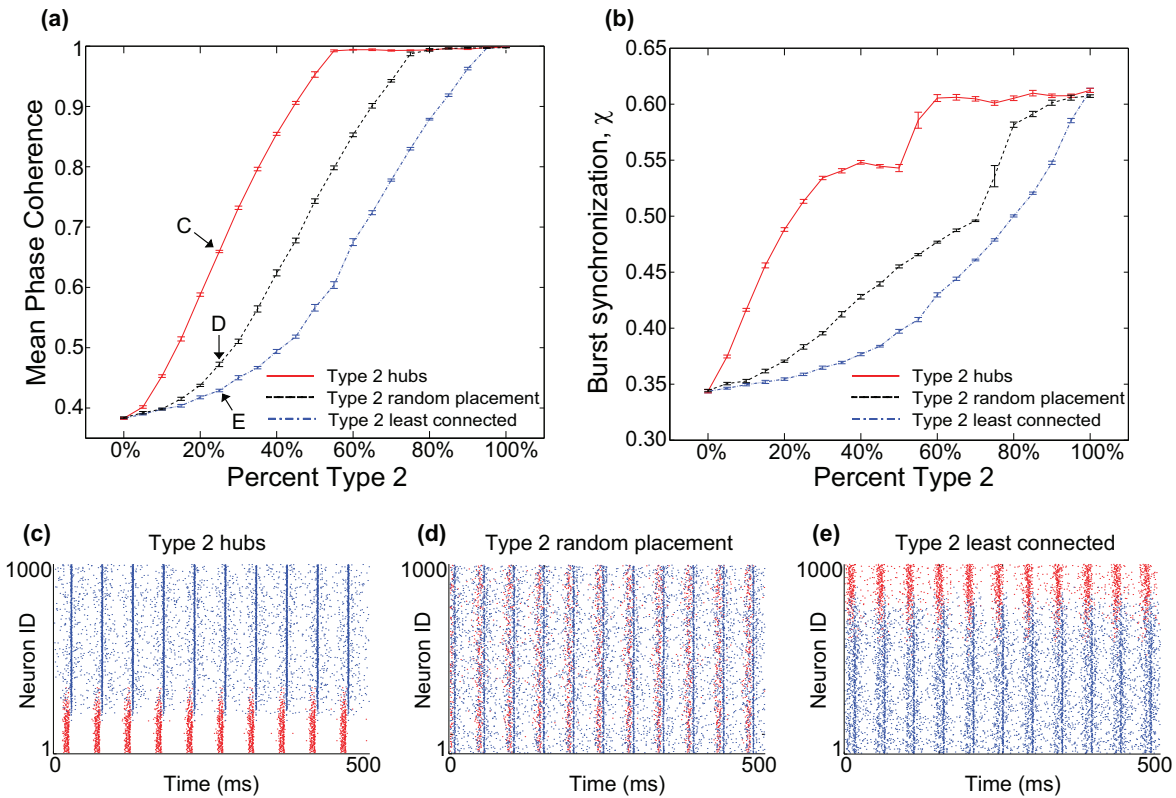 (a)
Mean Phase Coherence
1
0.9
0.8
0.7
0.6
0.5
0.4
C
D
E
Type 2 hubs
Type 2 random placement
Type 2 least connected
0% 20% 40% 60% 80% 100%
Percent Type 2
(b)
Burst synchronization, χ
0.65
0.60
0.55
0.50
0.45
0.40
0.35
0.30
Type 2 hubs
Type 2 random placement
Type 2 least connected
0% 20% 40% 60% 80% 100%
Percent Type 2
(c)
Type 2 hubs
1000
Neuron ID
1
0 500
Time (ms)
(d)
Type 2 random placement
1000
Neuron ID
1
0 500
Time (ms)
(e)
Type 2 least connected
1000
Neuron ID
1
0 500
Time (ms)